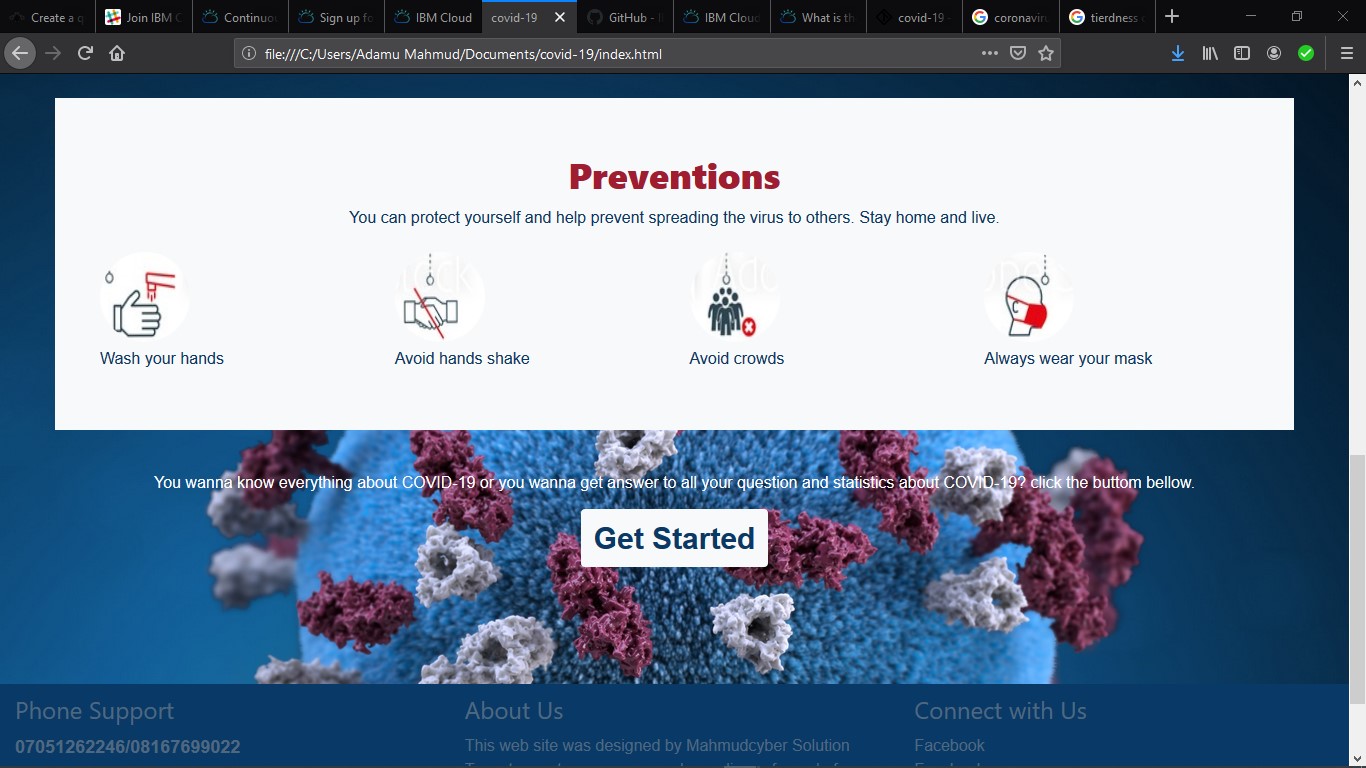 Create a q
Join IBM C
Continuou
Sign up fo
IBM Cloud
covid-19
GitHub - I
IBM Cloud
What is th
covid-19 -
coronaviru
tierdness o
file:///C:/Users/Adamu Mahmud/Documents/covid-19/index.html
Preventions
You can protect yourself and help prevent spreading the virus to others. Stay home and live.
Wash your hands
Avoid hands shake
Avoid crowds
Always wear your mask
You wanna know everything about COVID-19 or you wanna get answer to all your question and statistics about COVID-19? click the buttom bellow.
Get Started
Phone Support
07051262246/08167699022
About Us
This web site was designed by Mahmudcyber Solution
Connect with Us
Facebook